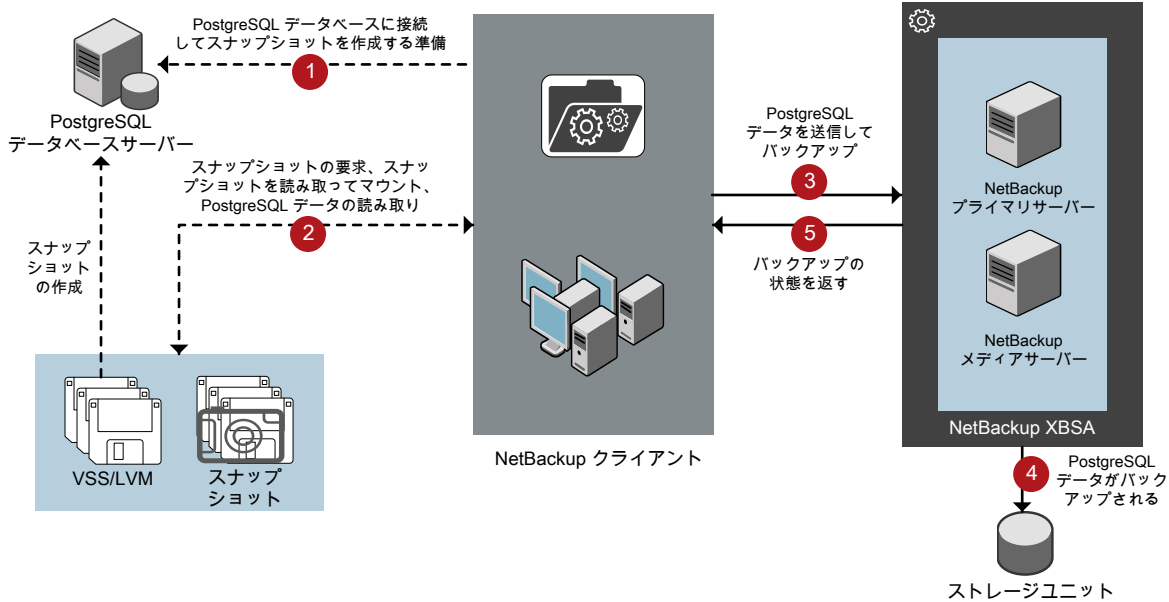 PostgreSQL データベースに接続
してスナップショットを作成する準備
1
PostgreSQL
データベースサーバー
スナップショットの要求、スナッ
プショットを読み取ってマウント、
PostgreSQL データの読み取り
2
スナップ
ショット
の作成
VSS/LVM
スナップ
ショット
NetBackup クライアント
PostgreSQL
データを送信して
バックアップ
3
5
バックアップの
状態を返す
NetBackup
プライマリサーバー
NetBackup
メディアサーバー
NetBackup XBSA
4
PostgreSQL
データがバック
アップされる
ストレージユニット